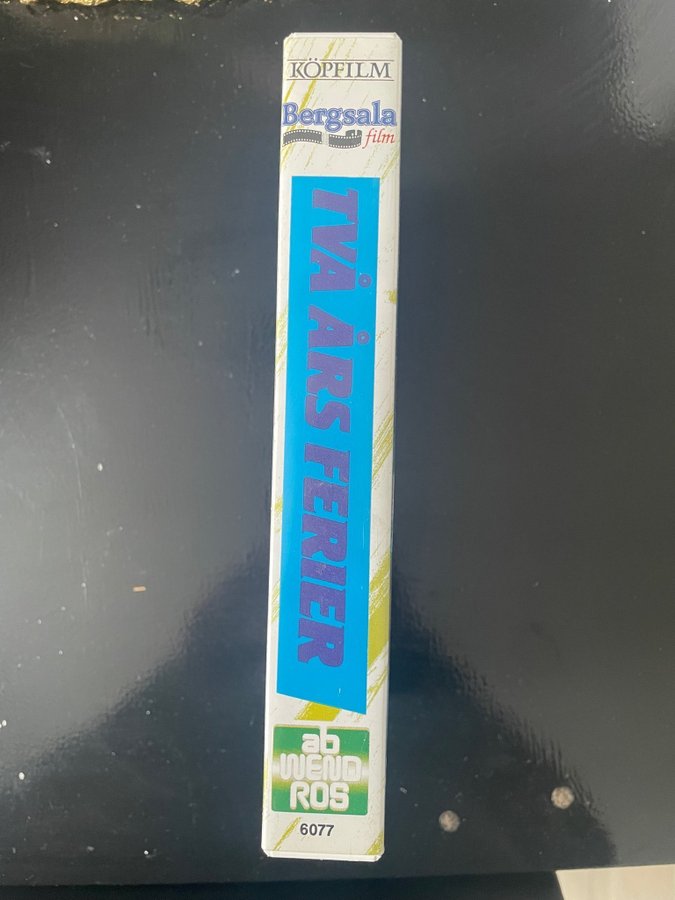 KÖPFILM
Bergsala
film
TVÅ ÅRS FERIER
ab
WEND
ROS
6077